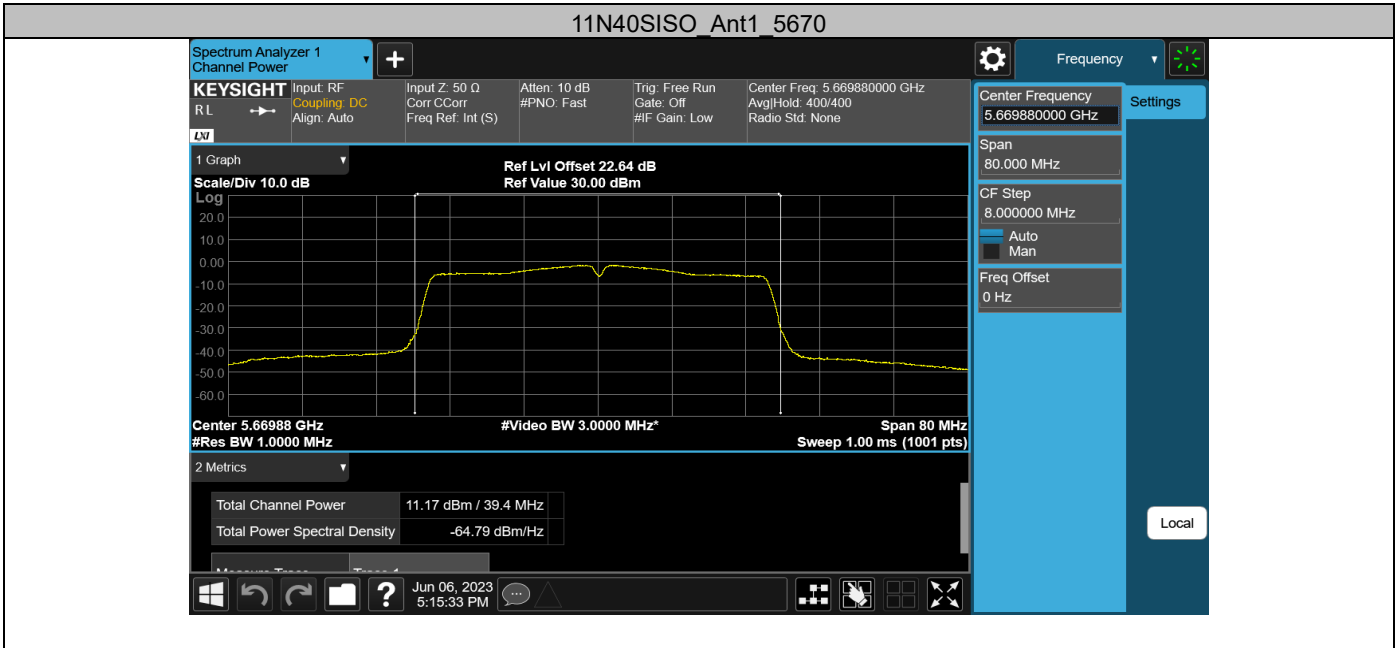 11N40SISO_Ant1_5670
Spectrum Analyzer 1
Channel Power
Frequency
KEYSIGHT
R L
LXI
Input: RF
Coupling: DC
Align: Auto
Input Z: 50 Ω
Corr CCorr
Freq Ref: Int (S)
Atten: 10 dB
#PNO: Fast
Trig: Free Run
Gate: Off
#IF Gain: Low
Center Freq: 5.669880000 GHz
Avg|Hold: 400/400
Radio Std: None
Center Frequency
5.669880000 GHz
Settings
Span
80.000 MHz
CF Step
8.000000 MHz
Auto
Man
Freq Offset
0 Hz
Local
1 Graph
Scale/Div 10.0 dB
Ref Lvl Offset 22.64 dB
Ref Value 30.00 dBm
Log
20.0
10.0
0.00
-10.0
-20.0
-30.0
-40.0
-50.0
-60.0
Center 5.66988 GHz
#Video BW 3.0000 MHz*
Span 80 MHz
#Res BW 1.0000 MHz
Sweep 1.00 ms (1001 pts)
2 Metrics
Total Channel Power 11.17 dBm / 39.4 MHz
Total Power Spectral Density -64.79 dBm/Hz
Measure Trace Trace 1
?
Jun 06, 2023
5:15:33 PM